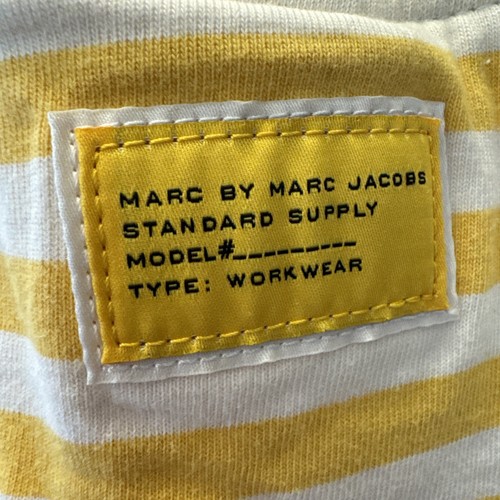 MARC BY MARC JACOBS
STANDARD SUPPLY
MODEL#_________
TYPE: WORKWEAR